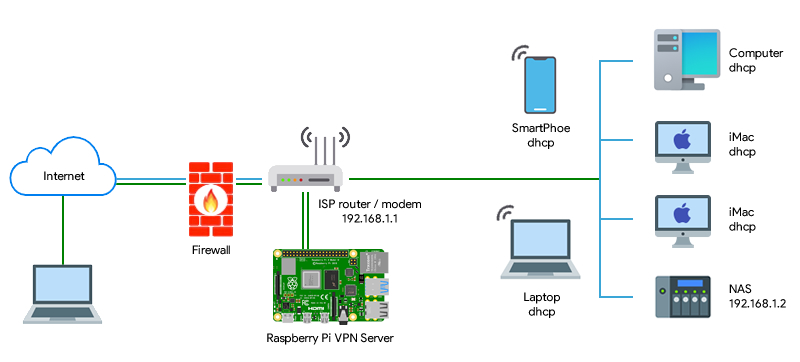 Internet
Firewall
ISP router / modem
192.168.1.1
Raspberry Pi VPN Server
HDMI
SmartPhoe
dhcp
Laptop
dhcp
Computer
dhcp
iMac
dhcp
iMac
dhcp
NAS
192.168.1.2